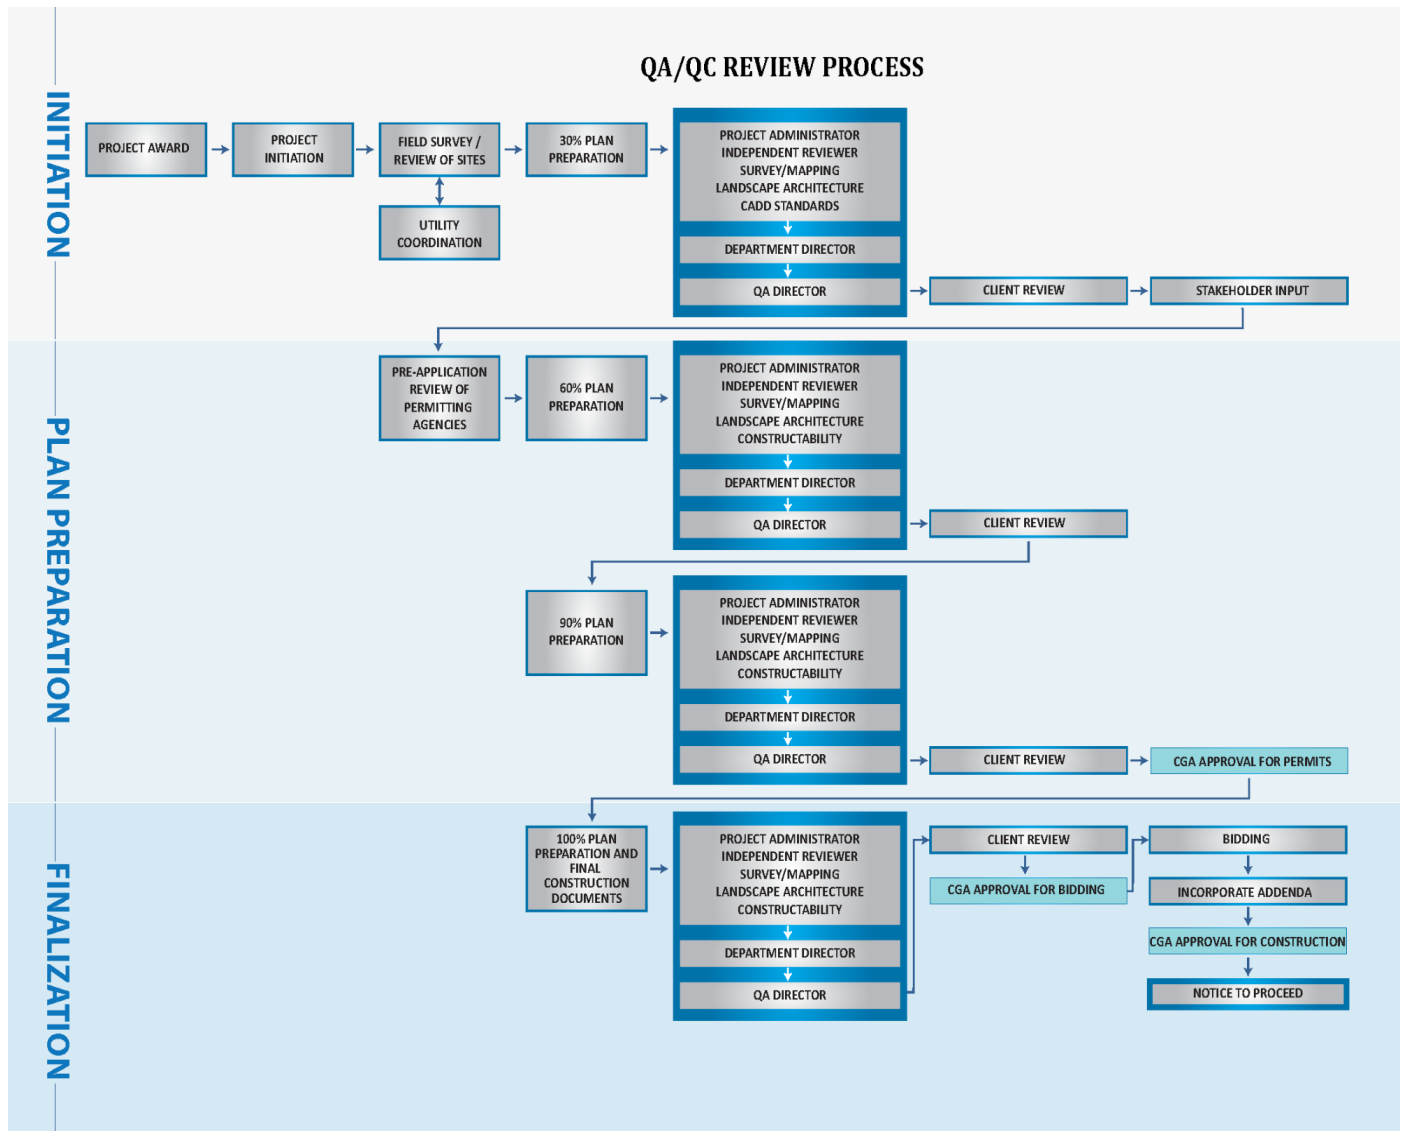 QA/QC REVIEW PROCESS
INITIATION
PROJECT AWARD
PROJECT
INITIATION
FIELD SURVEY /
REVIEW OF SITES
UTILITY
COORDINATION
30% PLAN
PREPARATION
PROJECT ADMINISTRATOR
INDEPENDENT REVIEWER
SURVEY/MAPPING
LANDSCAPE ARCHITECTURE
CADD STANDARDS
DEPARTMENT DIRECTOR
QA DIRECTOR
CLIENT REVIEW
STAKEHOLDER INPUT
PLAN PREPARATION
PRE-APPLICATION
REVIEW OF
PERMITTING
AGENCIES
60% PLAN
PREPARATION
PROJECT ADMINISTRATOR
INDEPENDENT REVIEWER
SURVEY/MAPPING
LANDSCAPE ARCHITECTURE
CONSTRUCTABILITY
DEPARTMENT DIRECTOR
QA DIRECTOR
CLIENT REVIEW
90% PLAN
PREPARATION
PROJECT ADMINISTRATOR
INDEPENDENT REVIEWER
SURVEY/MAPPING
LANDSCAPE ARCHITECTURE
CONSTRUCTABILITY
DEPARTMENT DIRECTOR
QA DIRECTOR
CLIENT REVIEW
CGA APPROVAL FOR PERMITS
FINALIZATION
100% PLAN
PREPARATION AND
FINAL
CONSTRUCTION
DOCUMENTS
PROJECT ADMINISTRATOR
INDEPENDENT REVIEWER
SURVEY/MAPPING
LANDSCAPE ARCHITECTURE
CONSTRUCTABILITY
DEPARTMENT DIRECTOR
QA DIRECTOR
CLIENT REVIEW
CGA APPROVAL FOR BIDDING
BIDDING
INCORPORATE ADDENDA
CGA APPROVAL FOR CONSTRUCTION
NOTICE TO PROCEED